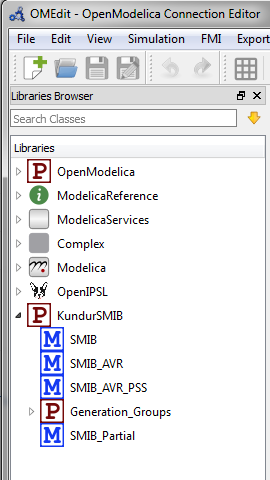 OMEdit - OpenModelica Connection Editor
File Edit View Simulation FMI Export
Libraries Browser
Search Classes
Libraries
P OpenModelica
i ModelicaReference
ModelicaServices
Complex
Modelica
OpenIPSL
P KundurSMIB
M SMIB
M SMIB_AVR
M SMIB_AVR_PSS
P Generation_Groups
M SMIB_Partial